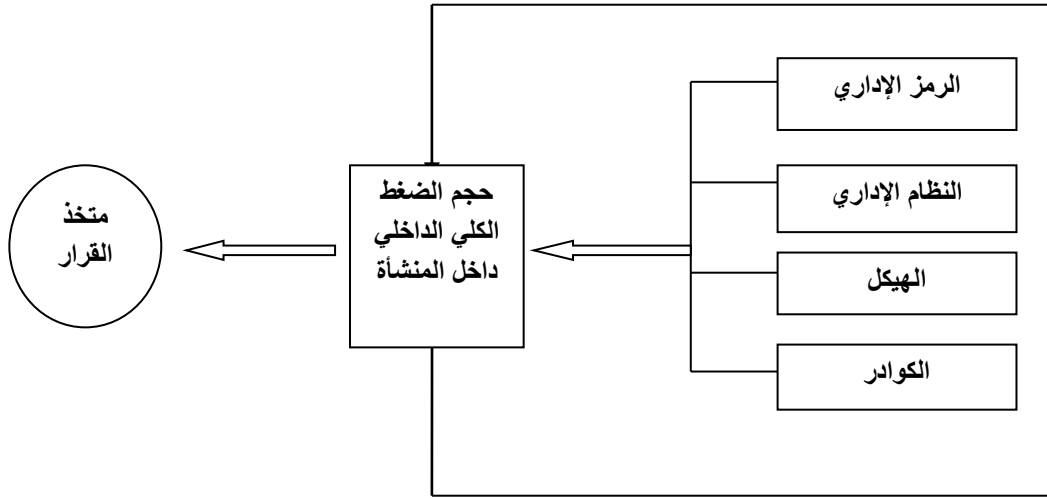 الرمز الإداري
النظام الإداري
الهيكل
الكوادر
حجم الضغط
الكلي الداخلي
داخل المنشأة
متخذ
القرار